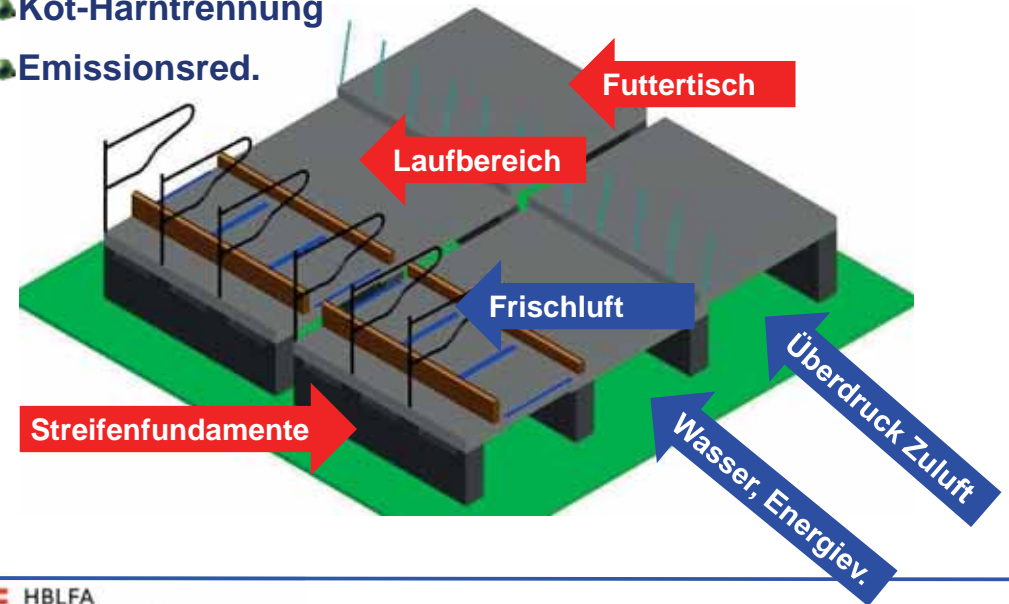 Kot-Harntrennung
Emissionsred.
Futtertisch
Laufbereich
Frischluft
Streifenfundamente
Überdruck Zuluft
Wasser, Energiev.
HBLFA